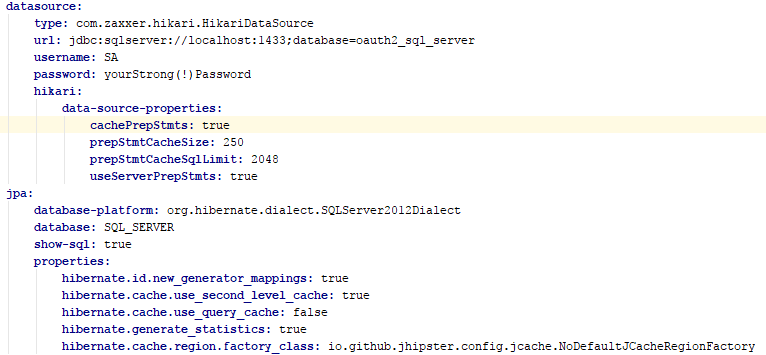 datasource:
type: com.zaxxer.hikari.HikariDataSource
url: jdbc:sqlserver://localhost:1433;database=oauth2_sql_server
username: SA
password: yourStrong(!)Password
hikari:
data-source-properties:
cachePrepStmts: true
prepStmtCacheSize: 250
prepStmtCacheSqlLimit: 2048
useServerPrepStmts: true
jpa:
database-platform: org.hibernate.dialect.SQLServer2012Dialect
database: SQL_SERVER
show-sql: true
properties:
hibernate.id.new_generator_mappings: true
hibernate.cache.use_second_level_cache: true
hibernate.cache.use_query_cache: false
hibernate.generate_statistics: true
hibernate.cache.region.factory_class: io.github.jhipster.config.jcache.NoDefaultJCacheRegionFactory